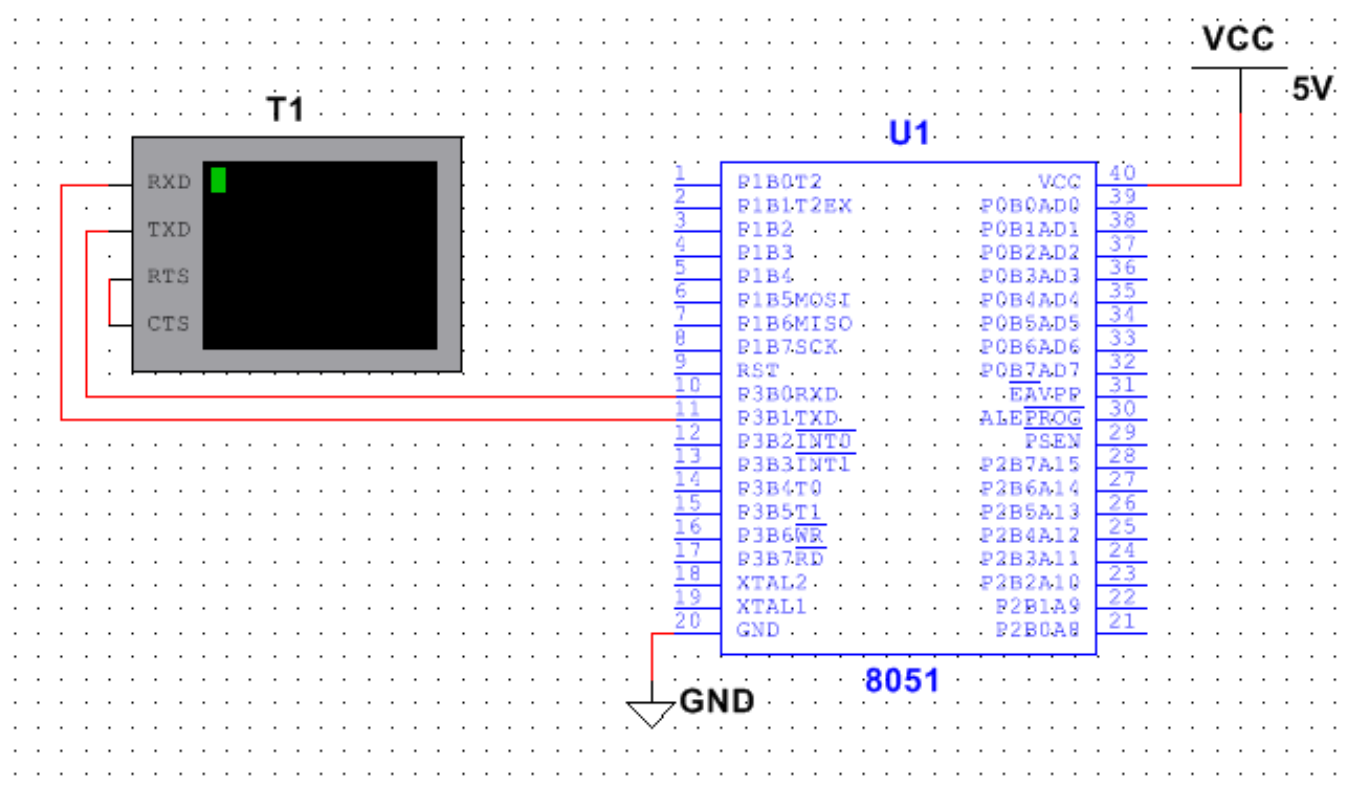 VCC
5V
T1
RXD
TXD
RTS
CTS
U1
1 P1B0T2
2 P1B1T2EX
3 P1B2
4 P1B3
5 P1B4
6 P1B5MOSI
7 P1B6MISO
8 P1B7SCK
9 RST
10 P3B0RXD
11 P3B1TXD
12 P3B2INT0
13 P3B3INT1
14 P3B4T0
15 P3B5T1
16 P3B6WR
17 P3B7RD
18 XTAL2
19 XTAL1
20 GND
VCC 40
P0B0AD0 39
P0B1AD1 38
P0B2AD2 37
P0B3AD3 36
P0B4AD4 35
P0B5AD5 34
P0B6AD6 33
P0B7AD7 32
EAVPP 31
ALEPROG 30
PSEN 29
P2B7A15 28
P2B6A14 27
P2B5A13 26
P2B4A12 25
P2B3A11 24
P2B2A10 23
P2B1A9 22
P2B0A8 21
8051
GND